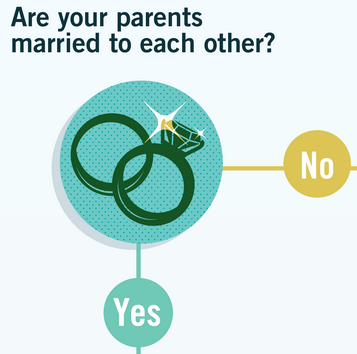 Are your parents
married to each other?
No
Yes